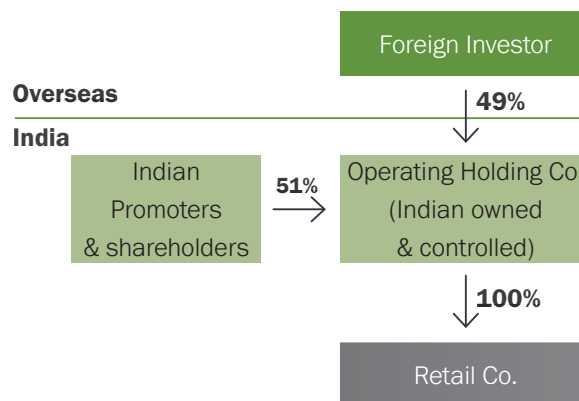 Foreign Investor
Overseas
49%
India
Indian
Promoters
& shareholders
51%
Operating Holding Co
(Indian owned
& controlled)
100%
Retail Co.